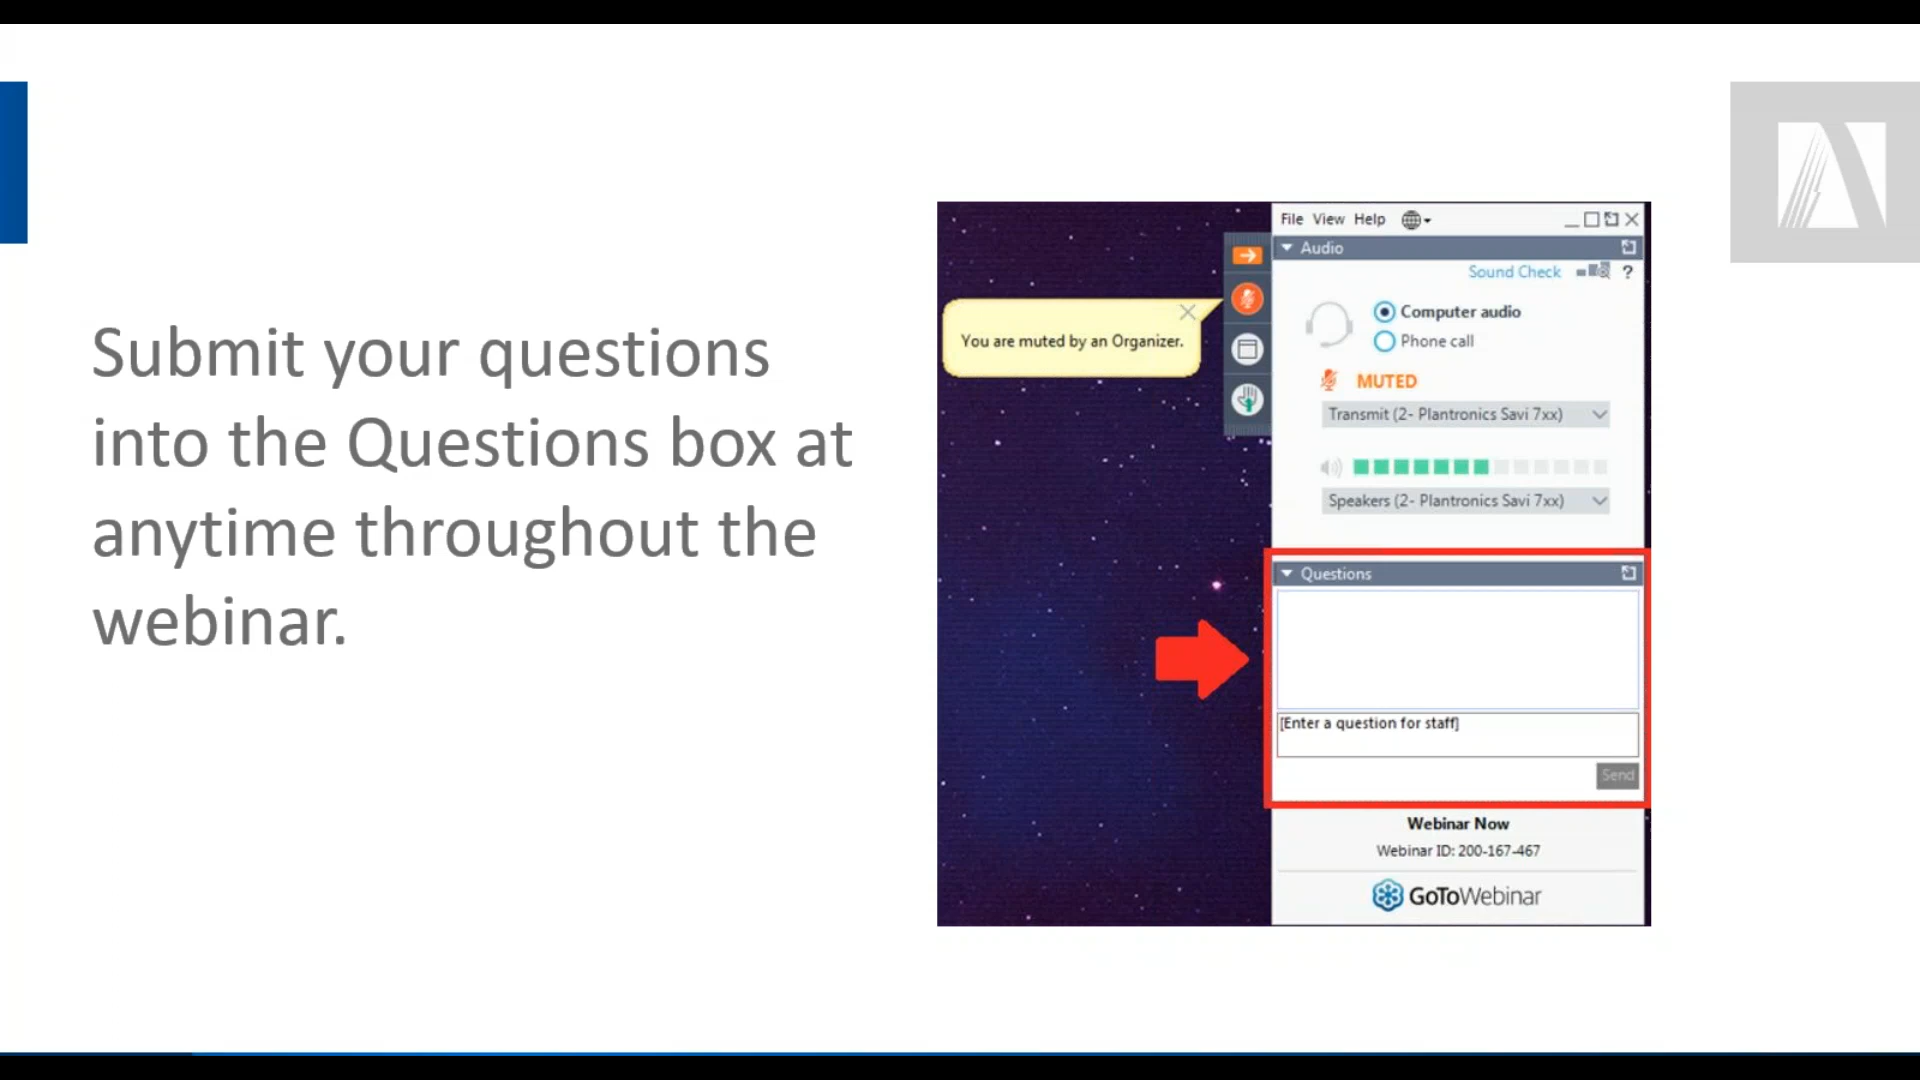 Submit your questions
into the Questions box at
anytime throughout the
webinar.
File View Help
Audio
Sound Check ?
You are muted by an Organizer.
Computer audio
Phone call
MUTED
Transmit (2- Plantronics Savi 7xx)
Speakers (2- Plantronics Savi 7xx)
Questions
[Enter a question for staff]
Send
Webinar Now
Webinar ID: 200-167-467
GoToWebinar